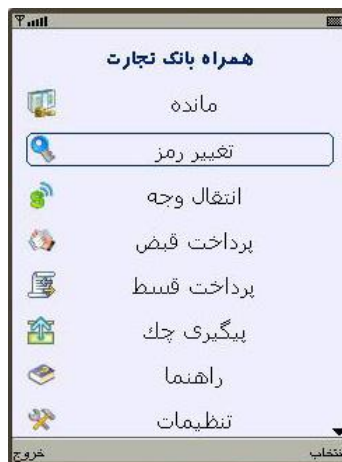 همراه بانک تجارت
مانده
تغییر رمز
انتقال وجه
پرداخت قبض
پرداخت قسط
پیگیری چك
راهنما
تنظیمات
انتخاب
خروج